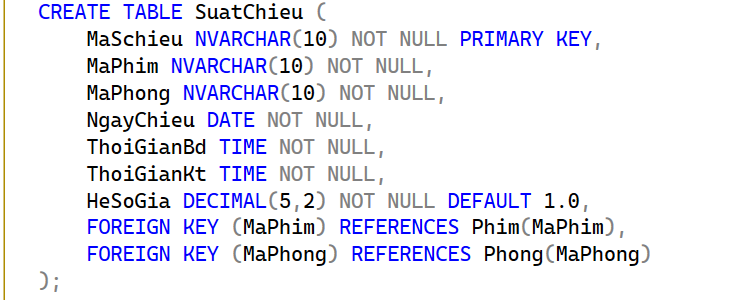 CREATE TABLE SuatChieu (
MaSchieu NVARCHAR(10) NOT NULL PRIMARY KEY,
MaPhim NVARCHAR(10) NOT NULL,
MaPhong NVARCHAR(10) NOT NULL,
NgayChieu DATE NOT NULL,
ThoiGianBd TIME NOT NULL,
ThoiGianKt TIME NOT NULL,
HeSoGia DECIMAL(5,2) NOT NULL DEFAULT 1.0,
FOREIGN KEY (MaPhim) REFERENCES Phim(MaPhim),
FOREIGN KEY (MaPhong) REFERENCES Phong(MaPhong)
);